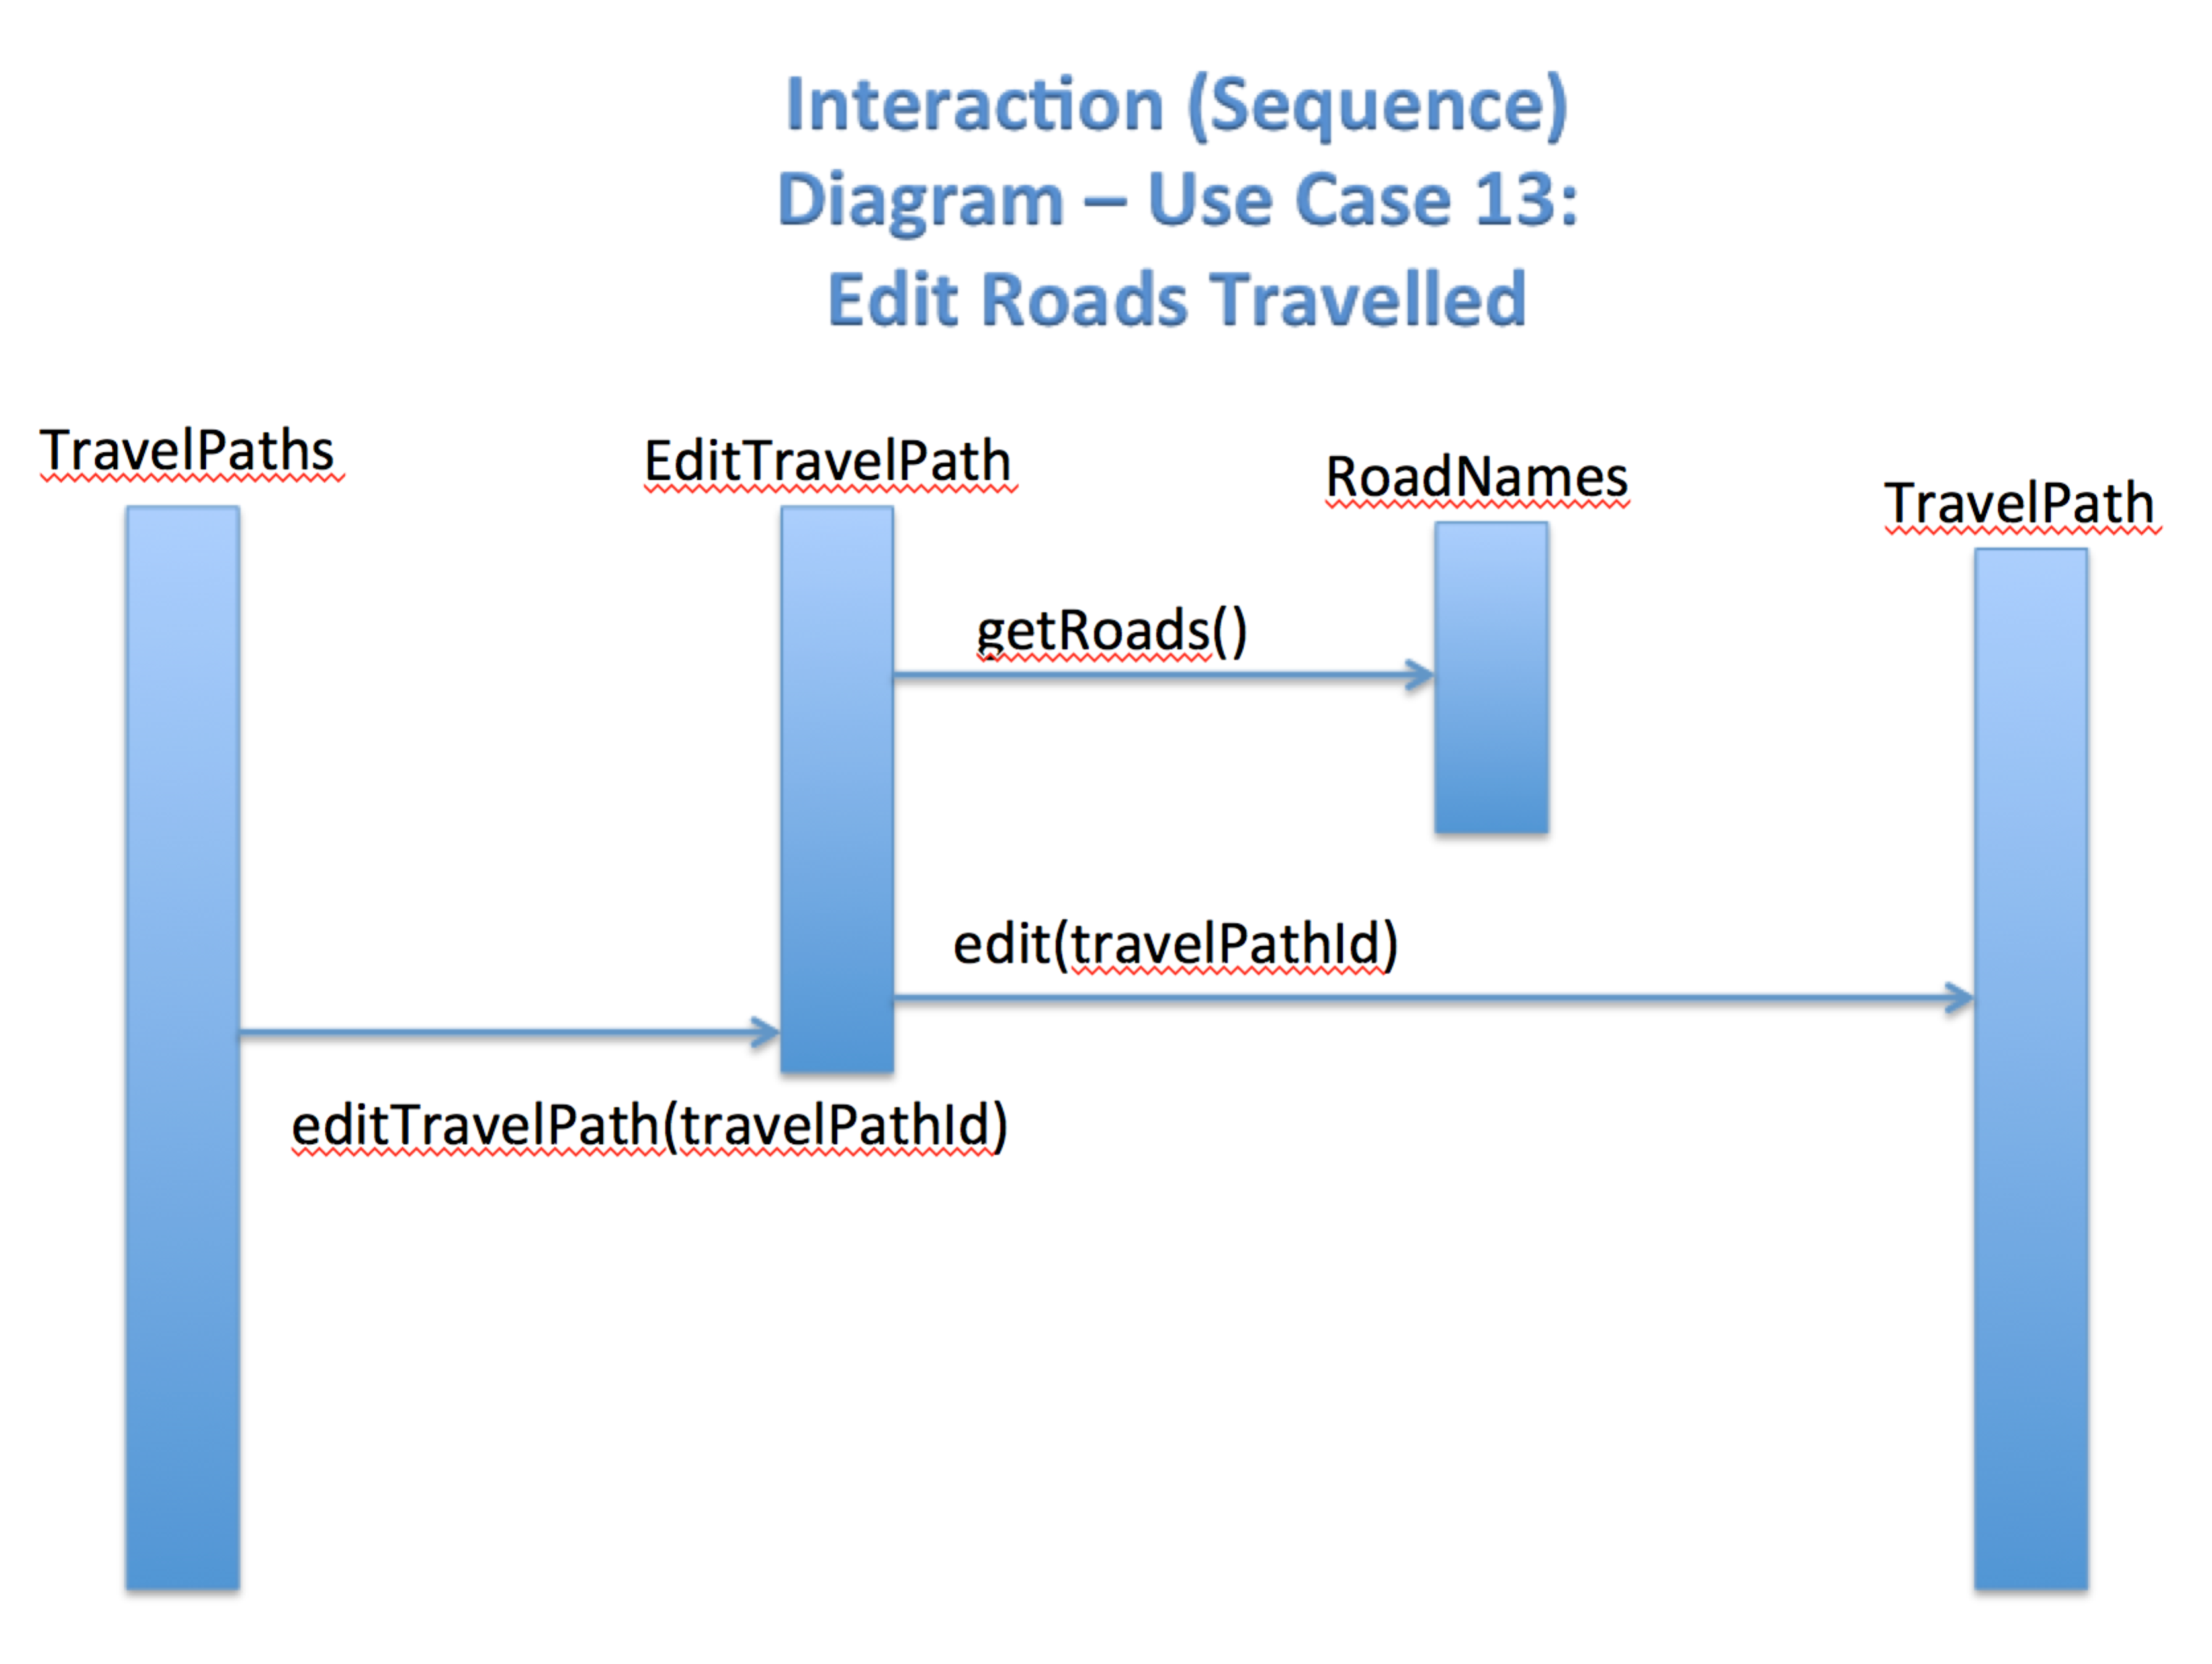 Interaction (Sequence)
Diagram – Use Case 13:
Edit Roads Travelled
TravelPaths
EditTravelPath
RoadNames
TravelPath
getRoads()
edit(travelPathId)
editTravelPath(travelPathId)